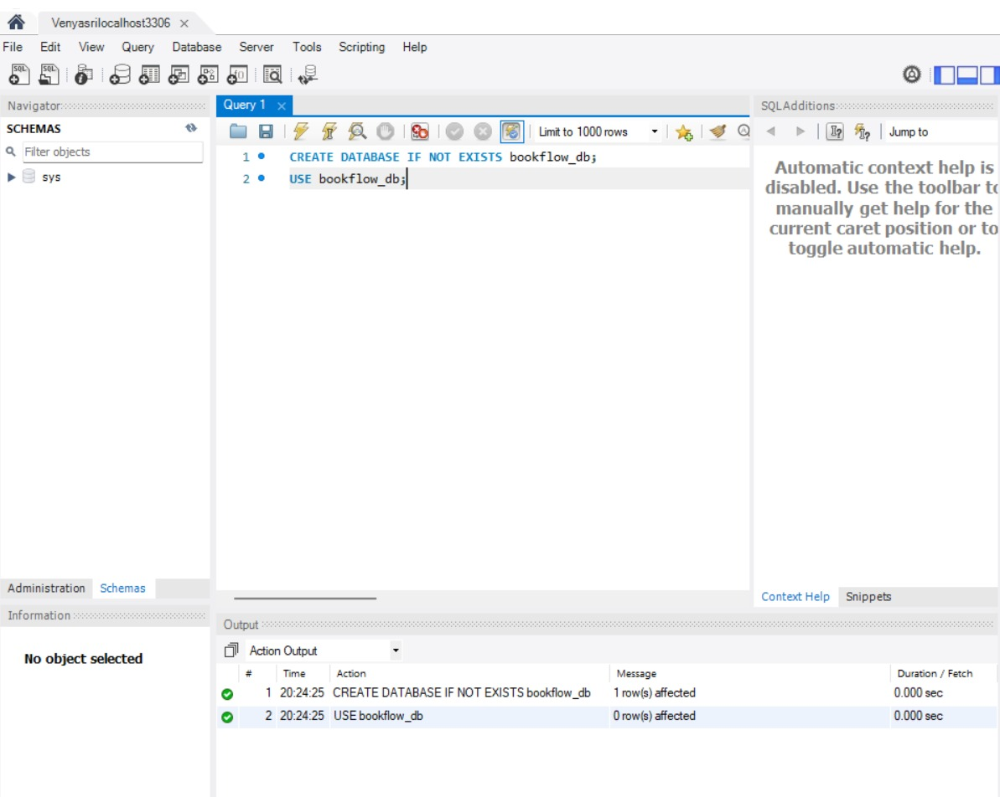 Venyasrilocalhost3306
File Edit View Query Database Server Tools Scripting Help
SQL SQL
Navigator
SCHEMAS
Filter objects
sys
Administration Schemas
Information
No object selected
Query 1
Limit to 1000 rows
1 CREATE DATABASE IF NOT EXISTS bookflow_db;
2 USE bookflow_db;
SQLAdditions
Jump to
Automatic context help is
disabled. Use the toolbar to
manually get help for the
current caret position or to
toggle automatic help.
Context Help Snippets
Output
Action Output
# Time Action Message Duration / Fetch
1 20:24:25 CREATE DATABASE IF NOT EXISTS bookflow_db 1 row(s) affected 0.000 sec
2 20:24:25 USE bookflow_db 0 row(s) affected 0.000 sec